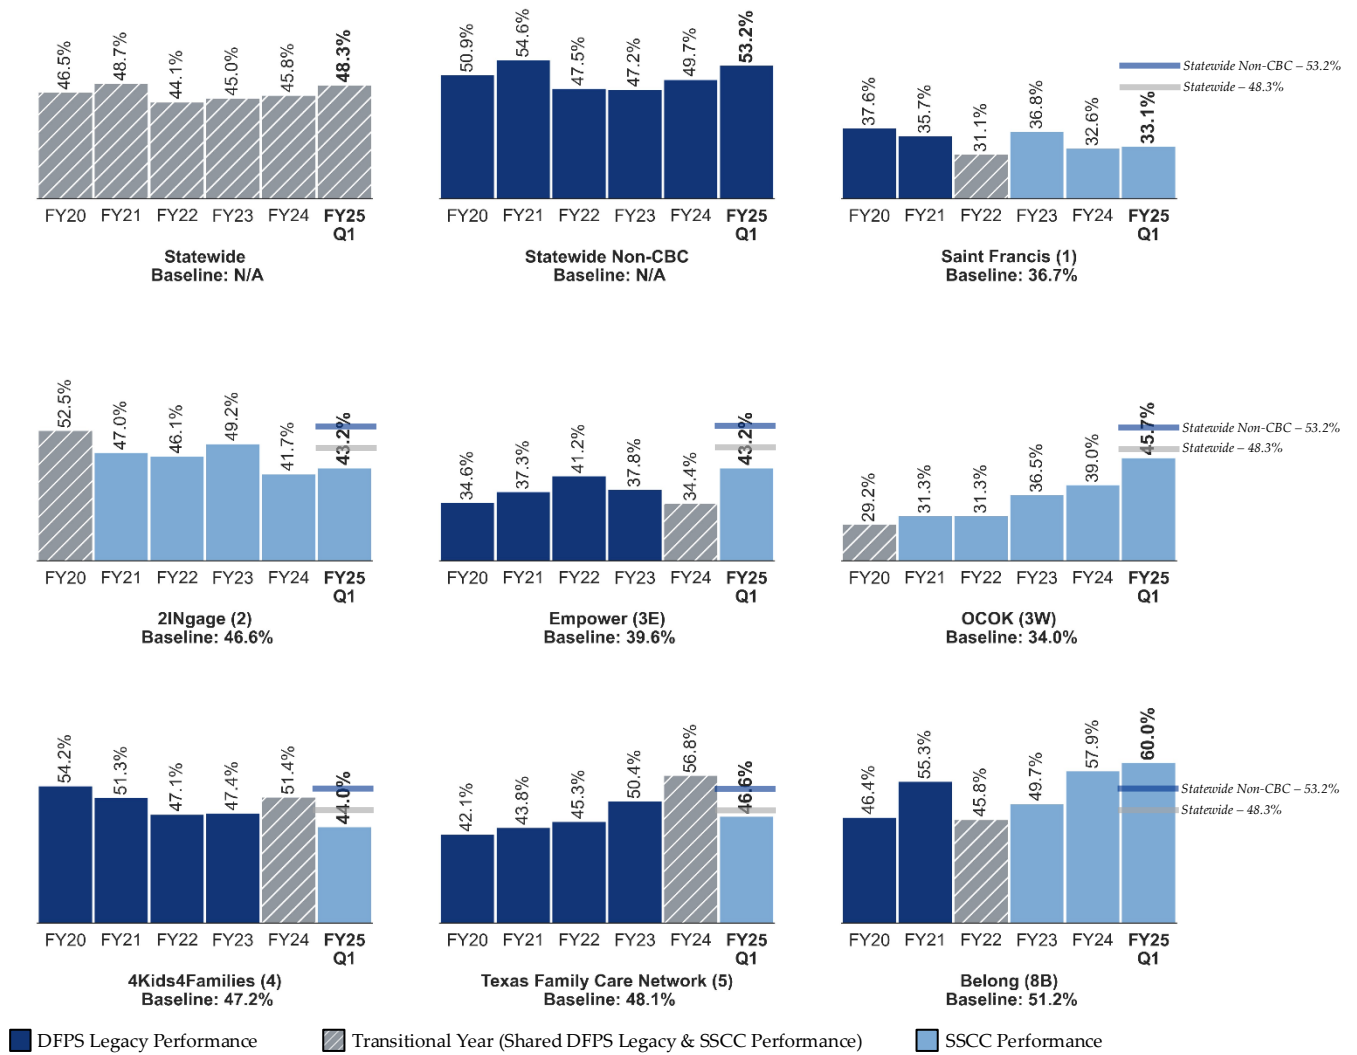 46.5%
48.7%
44.1%
45.0%
45.8%
48.3%
FY20
FY21
FY22
FY23
FY24
FY25
Q1
Statewide
Baseline: N/A
50.9%
54.6%
47.5%
47.2%
49.7%
53.2%
FY20
FY21
FY22
FY23
FY24
FY25
Q1
Statewide Non-CBC
Baseline: N/A
37.6%
35.7%
31.1%
36.8%
32.6%
33.1%
Statewide Non-CBC – 53.2%
Statewide – 48.3%
FY20
FY21
FY22
FY23
FY24
FY25
Q1
Saint Francis (1)
Baseline: 36.7%
52.5%
47.0%
46.1%
49.2%
41.7%
43.2%
FY20
FY21
FY22
FY23
FY24
FY25
Q1
2INgage (2)
Baseline: 46.6%
34.6%
37.3%
41.2%
37.8%
34.4%
43.2%
FY20
FY21
FY22
FY23
FY24
FY25
Q1
Empower (3E)
Baseline: 39.6%
29.2%
31.3%
31.3%
36.5%
39.0%
45.7%
Statewide Non-CBC – 53.2%
Statewide – 48.3%
FY20
FY21
FY22
FY23
FY24
FY25
Q1
OCOK (3W)
Baseline: 34.0%
54.2%
51.3%
47.1%
47.4%
51.4%
44.0%
FY20
FY21
FY22
FY23
FY24
FY25
Q1
4Kids4Families (4)
Baseline: 47.2%
42.1%
43.8%
45.3%
50.4%
56.8%
46.6%
FY20
FY21
FY22
FY23
FY24
FY25
Q1
Texas Family Care Network (5)
Baseline: 48.1%
46.4%
55.3%
45.8%
49.7%
57.9%
60.0%
Statewide Non-CBC – 53.2%
Statewide – 48.3%
FY20
FY21
FY22
FY23
FY24
FY25
Q1
Belong (8B)
Baseline: 51.2%
DFPS Legacy Performance
Transitional Year (Shared DFPS Legacy & SSCC Performance)
SSCC Performance